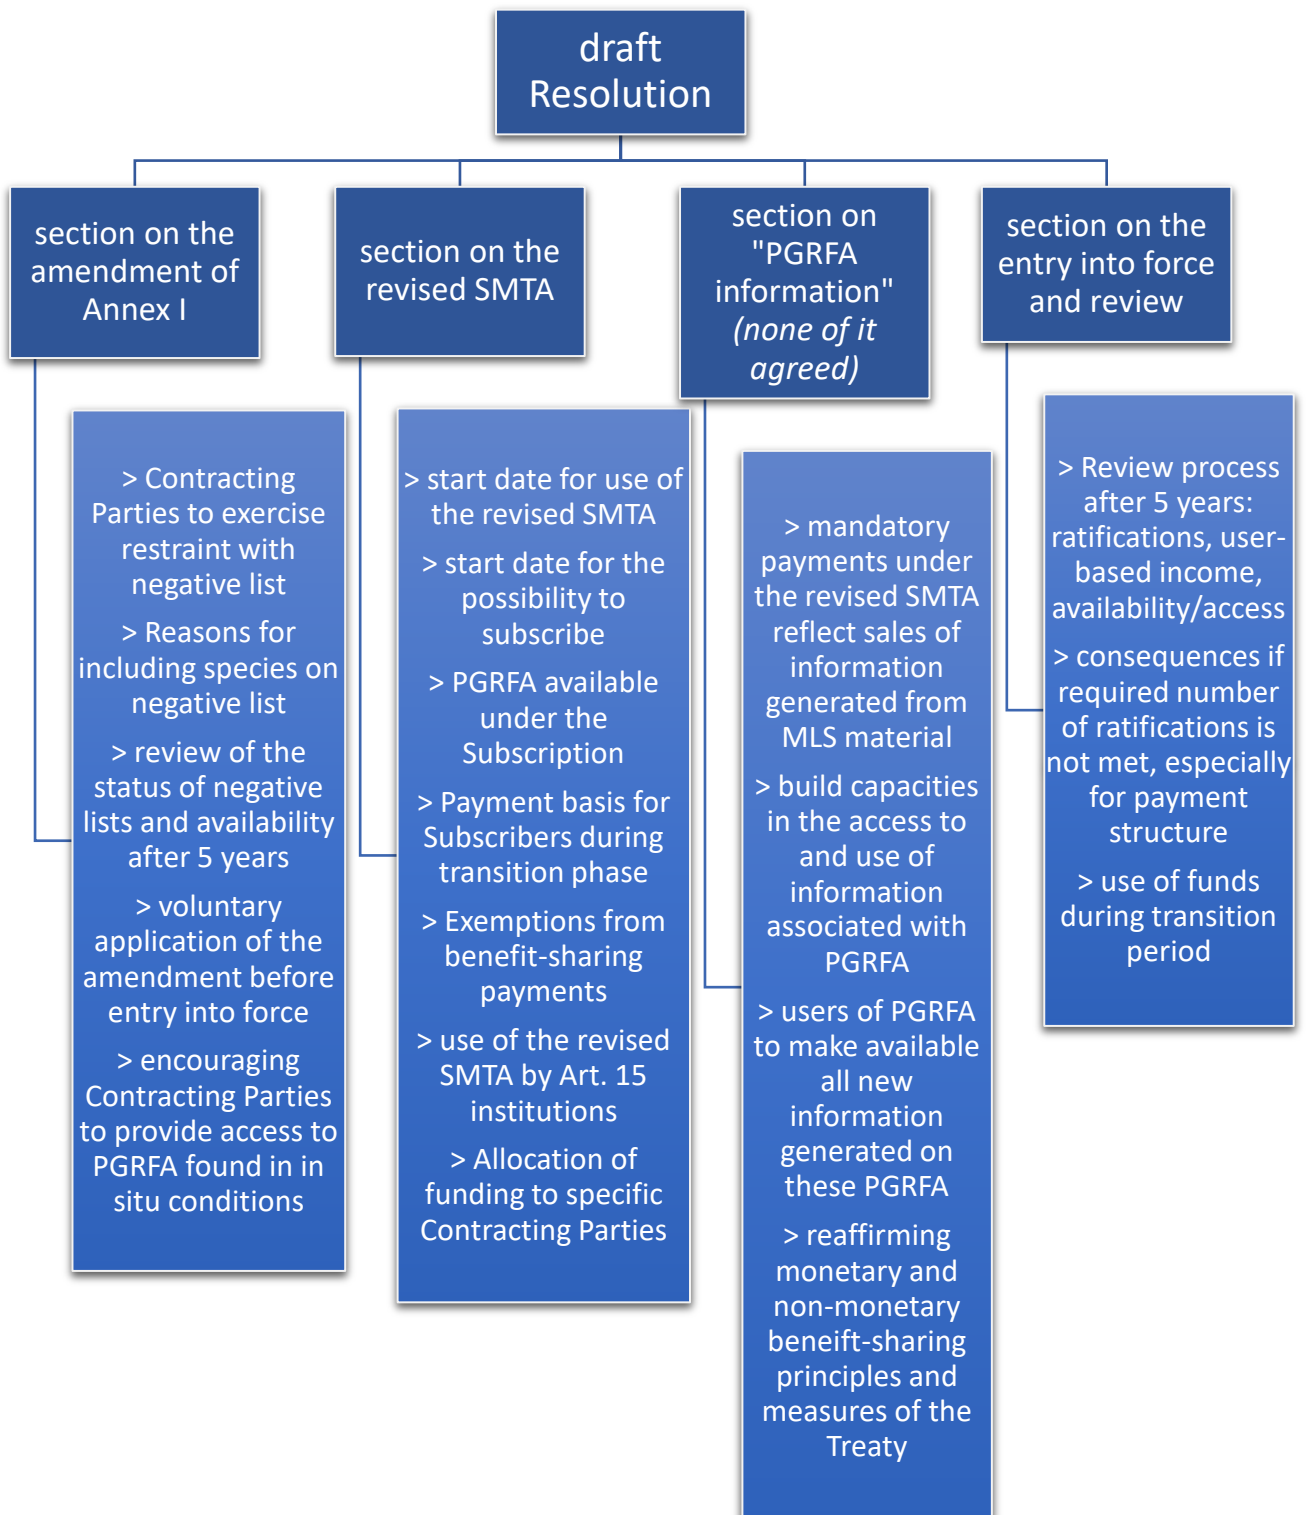 draft
Resolution
section on the
amendment of
Annex I
> Contracting
Parties to exercise
restraint with
negative list
> Reasons for
including species on
negative list
> review of the
status of negative
lists and availability
after 5 years
> voluntary
application of the
amendment before
entry into force
> encouraging
Contracting Parties
to provide access to
PGRFA found in in
situ conditions
section on the
revised SMTA
> start date for use of
the revised SMTA
> start date for the
possibility to
subscribe
> PGRFA available
under the
Subscription
> Payment basis for
Subscribers during
transition phase
> Exemptions from
benefit-sharing
payments
> use of the revised
SMTA by Art. 15
institutions
> Allocation of
funding to specific
Contracting Parties
section on
"PGRFA
information"
(none of it
agreed)
> mandatory
payments under
the revised SMTA
reflect sales of
information
generated from
MLS material
> build capacities
in the access to
and use of
information
associated with
PGRFA
> users of PGRFA
to make available
all new
information
generated on
these PGRFA
> reaffirming
monetary and
non-monetary
beneift-sharing
principles and
measures of the
Treaty
section on the
entry into force
and review
> Review process
after 5 years:
ratifications, user-
based income,
availability/access
> consequences if
required number
of ratifications is
not met, especially
for payment
structure
> use of funds
during transition
period